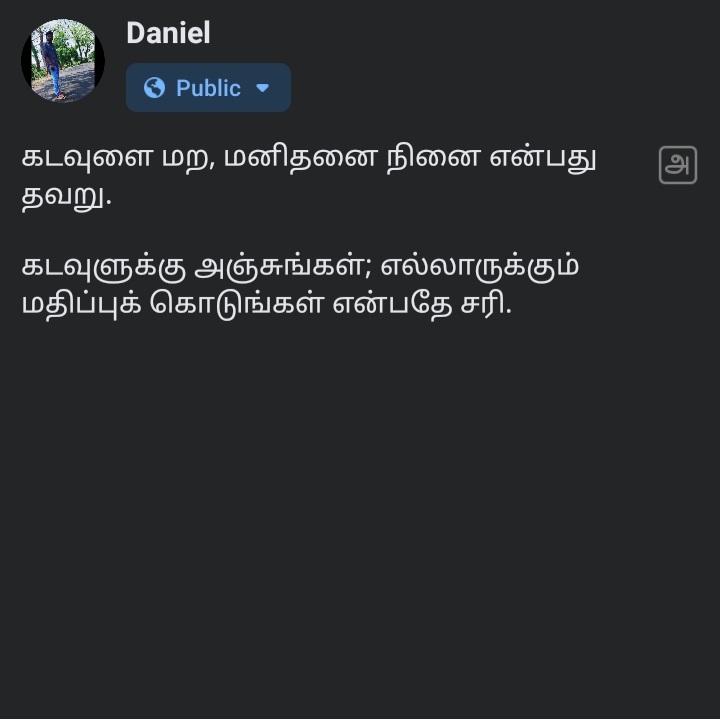 Daniel
Public
கடவுளை மற, மனிதனை நினை என்பது
தவறு.
கடவுளுக்கு அஞ்சுங்கள்; எல்லாருக்கும்
மதிப்புக் கொடுங்கள் என்பதே சரி.
அ